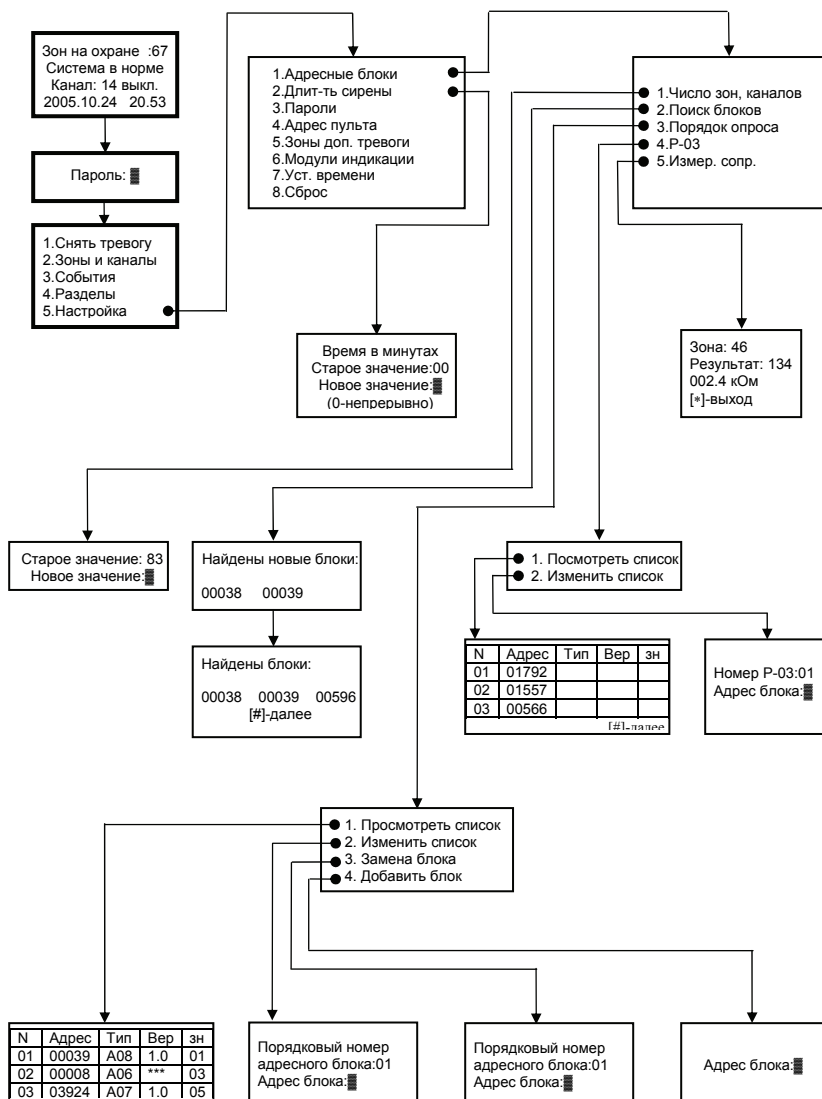 Зон на охране :67
Система в норме
Канал: 14 выкл.
2005.10.24 20.53
Пароль:
1.Снять тревогу
2.Зоны и каналы
3.События
4.Разделы
5.Настройка
1.Адресные блоки
2.Длит-ть сирены
3.Пароли
4.Адрес пульта
5.Зоны доп. тревоги
6.Модули индикации
7.Уст. времени
8.Сброс
1.Число зон, каналов
2.Поиск блоков
3.Порядок опроса
4.Р-03
5.Измер. сопр.
Время в минутах
Старое значение:00
Новое значение:
(0-непрерывно)
Зона: 46
Результат: 134
002.4 кОм
[*]-выход
Старое значение: 83
Новое значение:
Найдены новые блоки:
00038 00039
Найдены блоки:
00038 00039 00596
[#]-далее
1. Посмотреть список
2. Изменить список
N Адрес Тип Вер зн
01 01792
02 01557
03 00566
[#]-далее
Номер Р-03:01
Адрес блока:
1. Просмотреть список
2. Изменить список
3. Замена блока
4. Добавить блок
N Адрес Тип Вер зн
01 00039 А08 1.0 01
02 00008 А06 *** 03
03 03924 А07 1.0 05
Порядковый номер
адресного блока:01
Адрес блока:
Порядковый номер
адресного блока:01
Адрес блока:
Адрес блока: